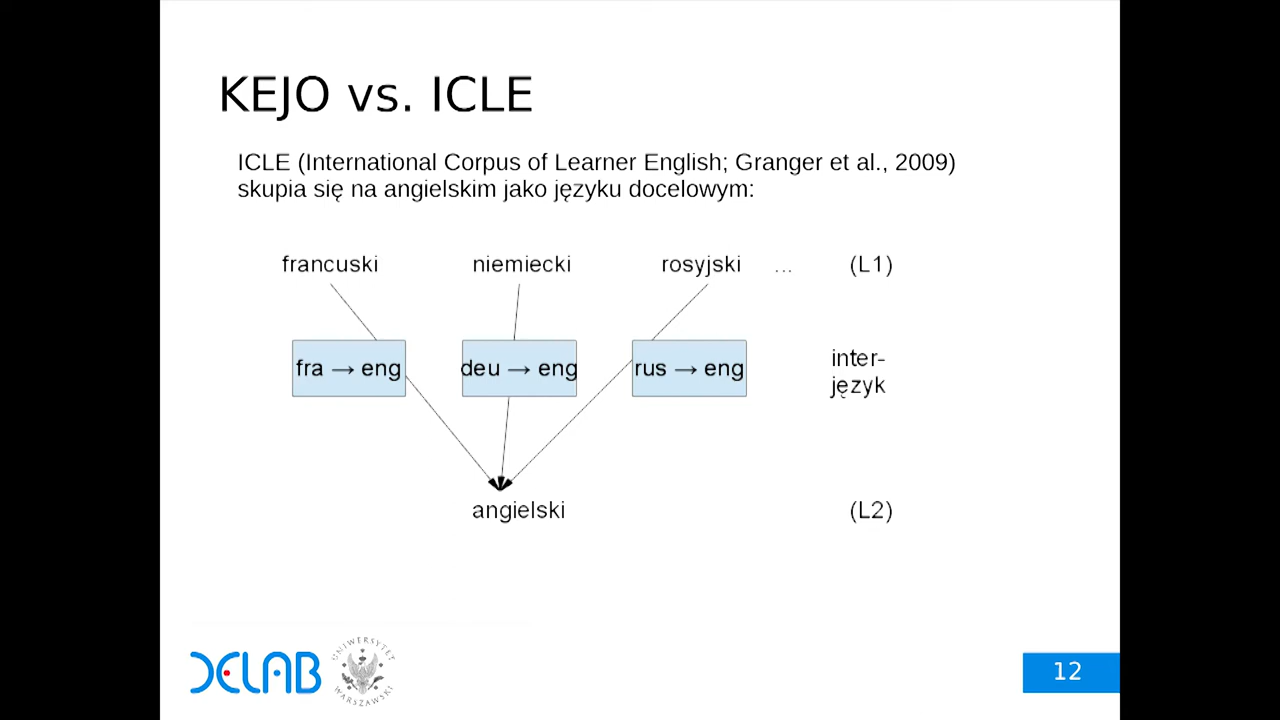 KEJO vs. ICLE
ICLE (International Corpus of Learner English; Granger et al., 2009)
skupia się na angielskim jako języku docelowym:
francuski niemiecki rosyjski ... (L1)
fra → eng deu → eng rus → eng inter-
język
angielski (L2)
DELAB UNIWERSYTET WARSZAWSKI
12